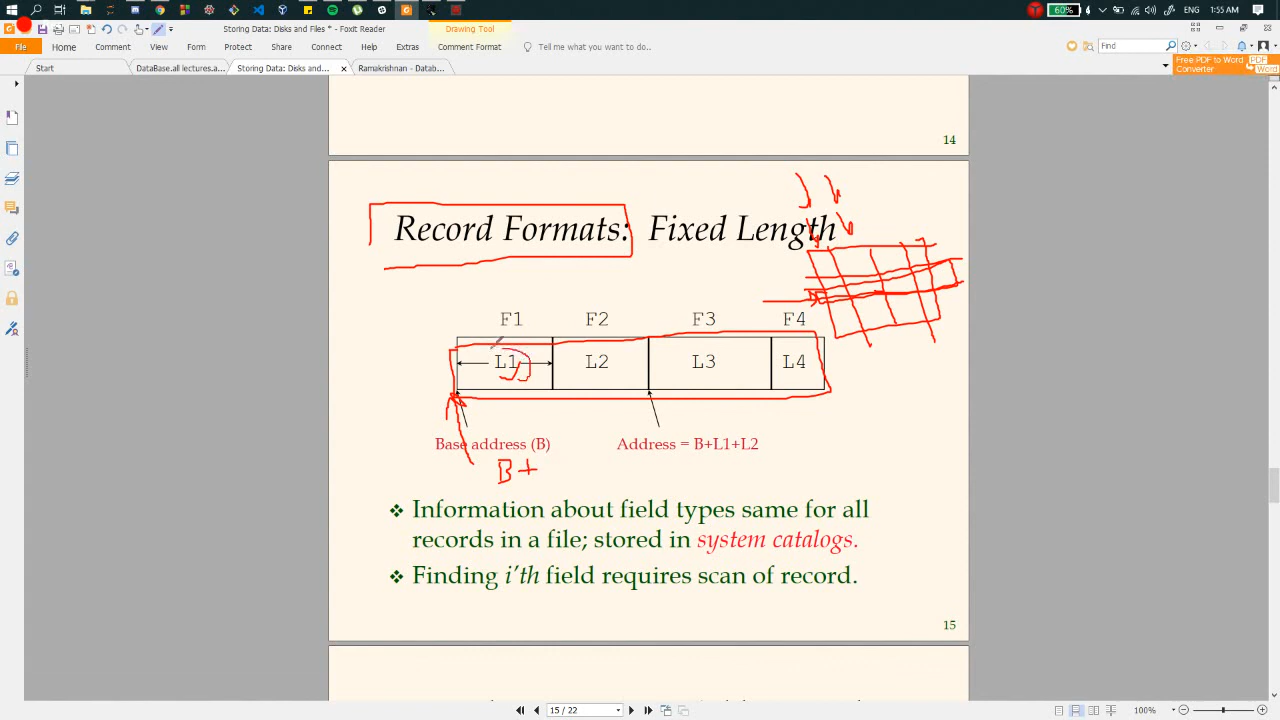 60%
1:55 AM
Storing Data: Disks and Files * - Foxit Reader
Drawing Tool
File
Home
Comment
View
Form
Protect
Share
Connect
Help
Extras
Comment Format
Tell me what you want to do..
Find
Start
DataBase.all lectures.a...
Storing Data: Disks and...
Ramakrishnan - Datab...
Free PDF to Word
Converter
PDF
Word
14
Record Formats: Fixed Length
F1 F2 F3 F4
L1 L2 L3 L4
Base address (B)
Address = B+L1+L2
B+
Information about field types same for all
records in a file; stored in system catalogs.
Finding i'th field requires scan of record.
15
15 / 22
100%